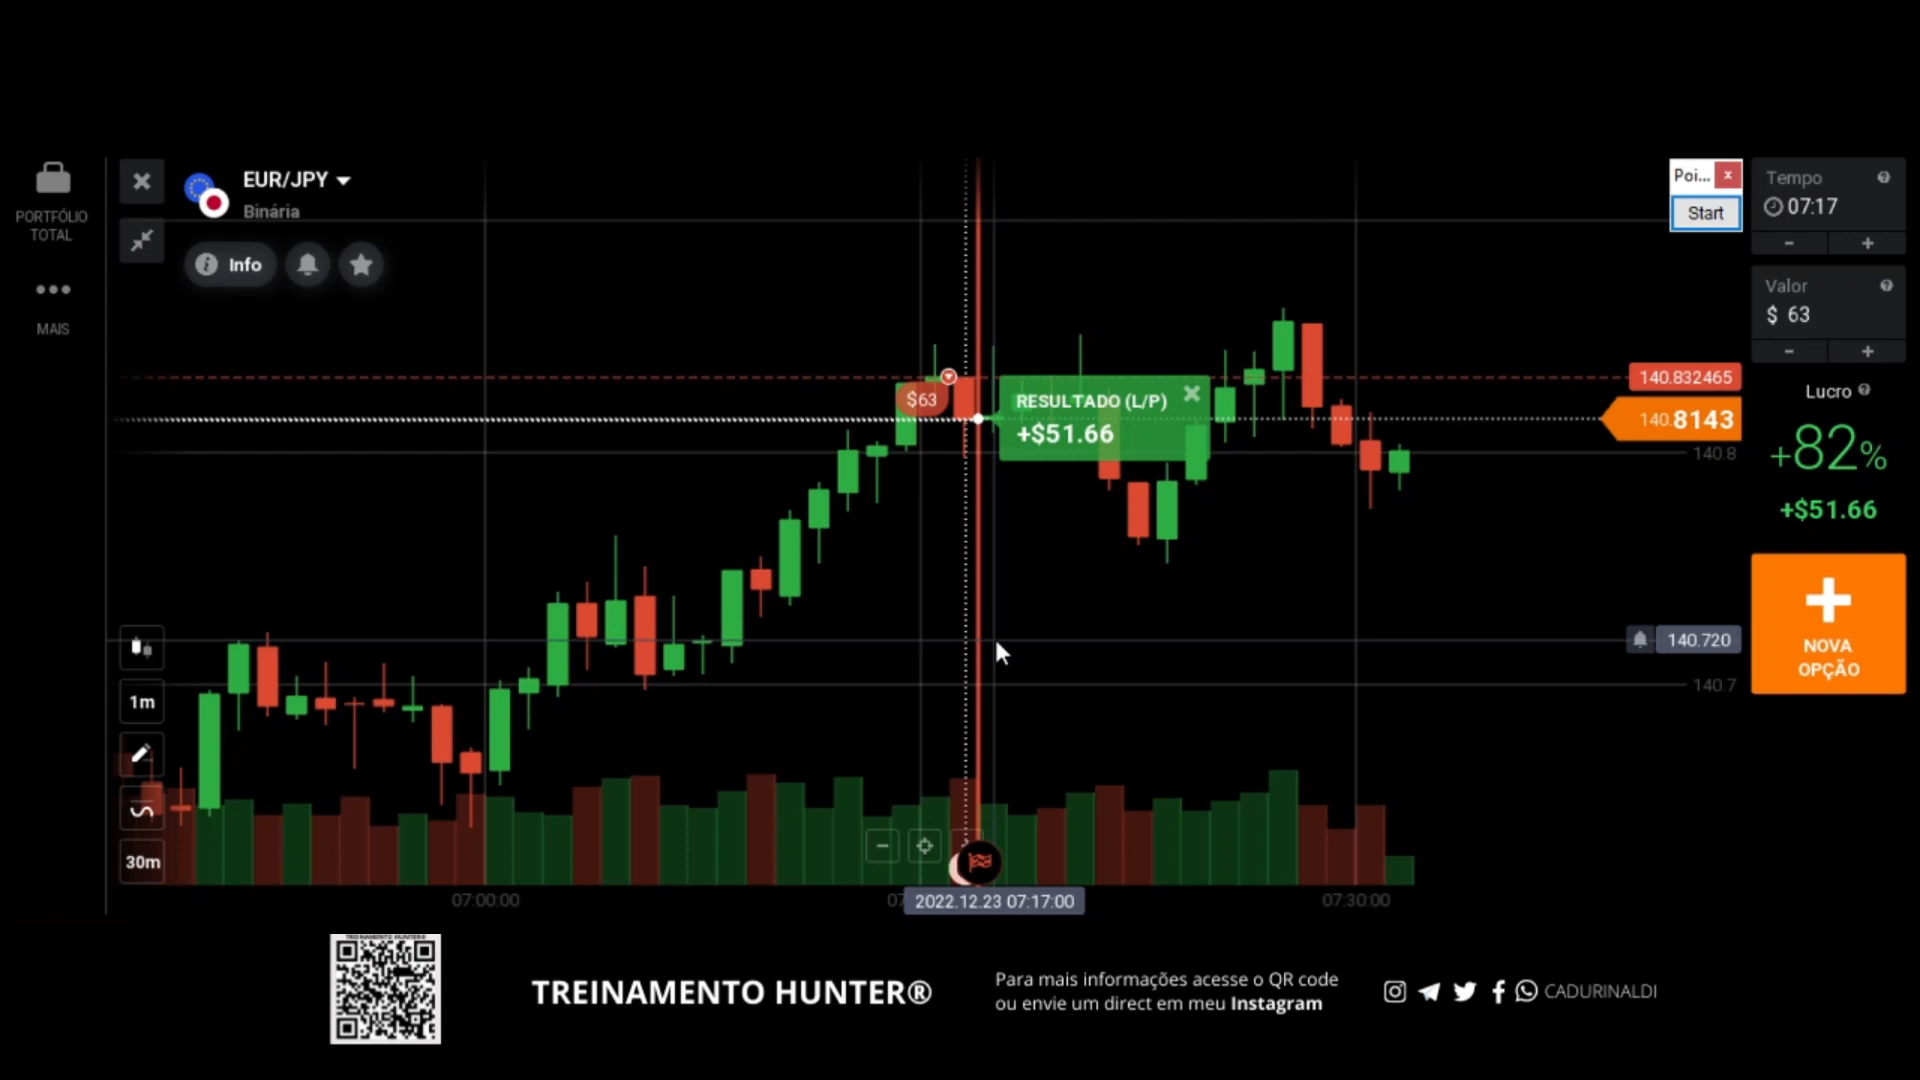 PORTFÓLIO
TOTAL
MAIS
EUR/JPY
Binária
Info
Poi...
x
Start
Tempo
07:17
- +
Valor
$ 63
- +
Lucro
+82%
+$51.66
NOVA
OPÇÃO
$63
RESULTADO (L/P)
+$51.66
140.832465
140.8143
140.8
140.720
140.7
1m
30m
07:00:00
2022.12.23 07:17:00
07:30:00
TREINAMENTO HUNTER®
Para mais informações acesse o QR code
ou envie um direct em meu Instagram
CADURINALDI